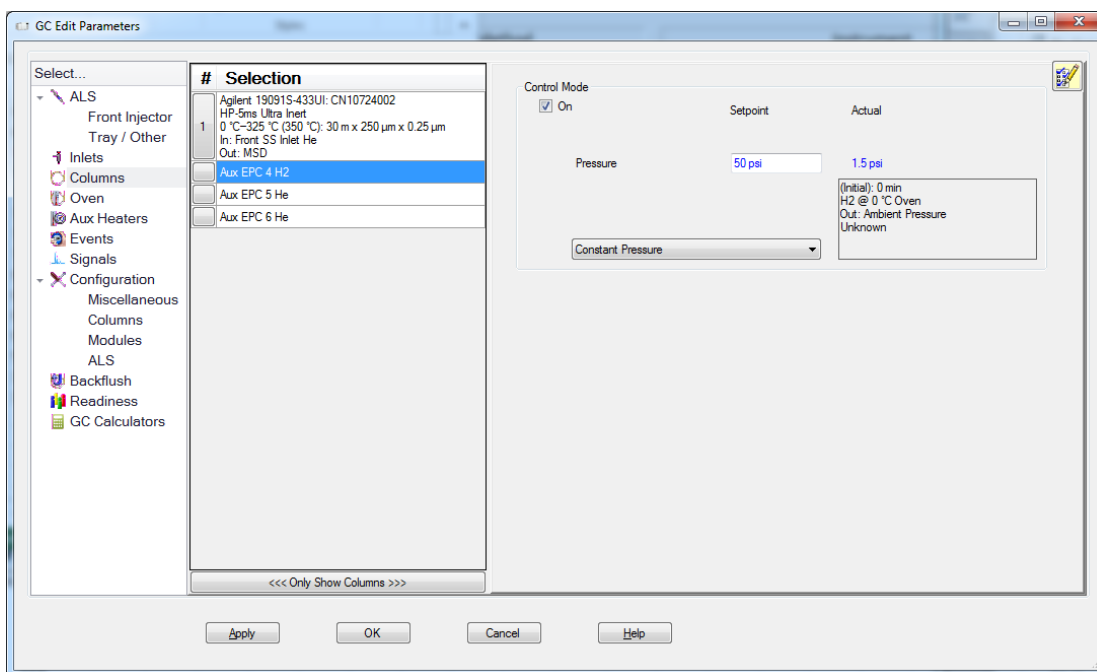 GC Edit Parameters
Select...
ALS
Front Injector
Tray / Other
Inlets
Columns
Oven
Aux Heaters
Events
Signals
Configuration
Miscellaneous
Columns
Modules
ALS
Backflush
Readiness
GC Calculators
# Selection
1
Agilent 19091S-433UI: CN10724002
HP-5ms Ultra Inert
0 °C—325 °C (350 °C): 30 m x 250 µm x 0.25 µm
In: Front SS Inlet He
Out: MSD
Aux EPC 4 H2
Aux EPC 5 He
Aux EPC 6 He
<<< Only Show Columns >>>
Control Mode
On
Setpoint
Actual
Pressure
50 psi
1.5 psi
(Initial): 0 min
H2 @ 0 °C Oven
Out: Ambient Pressure
Unknown
Constant Pressure
Apply
OK
Cancel
Help